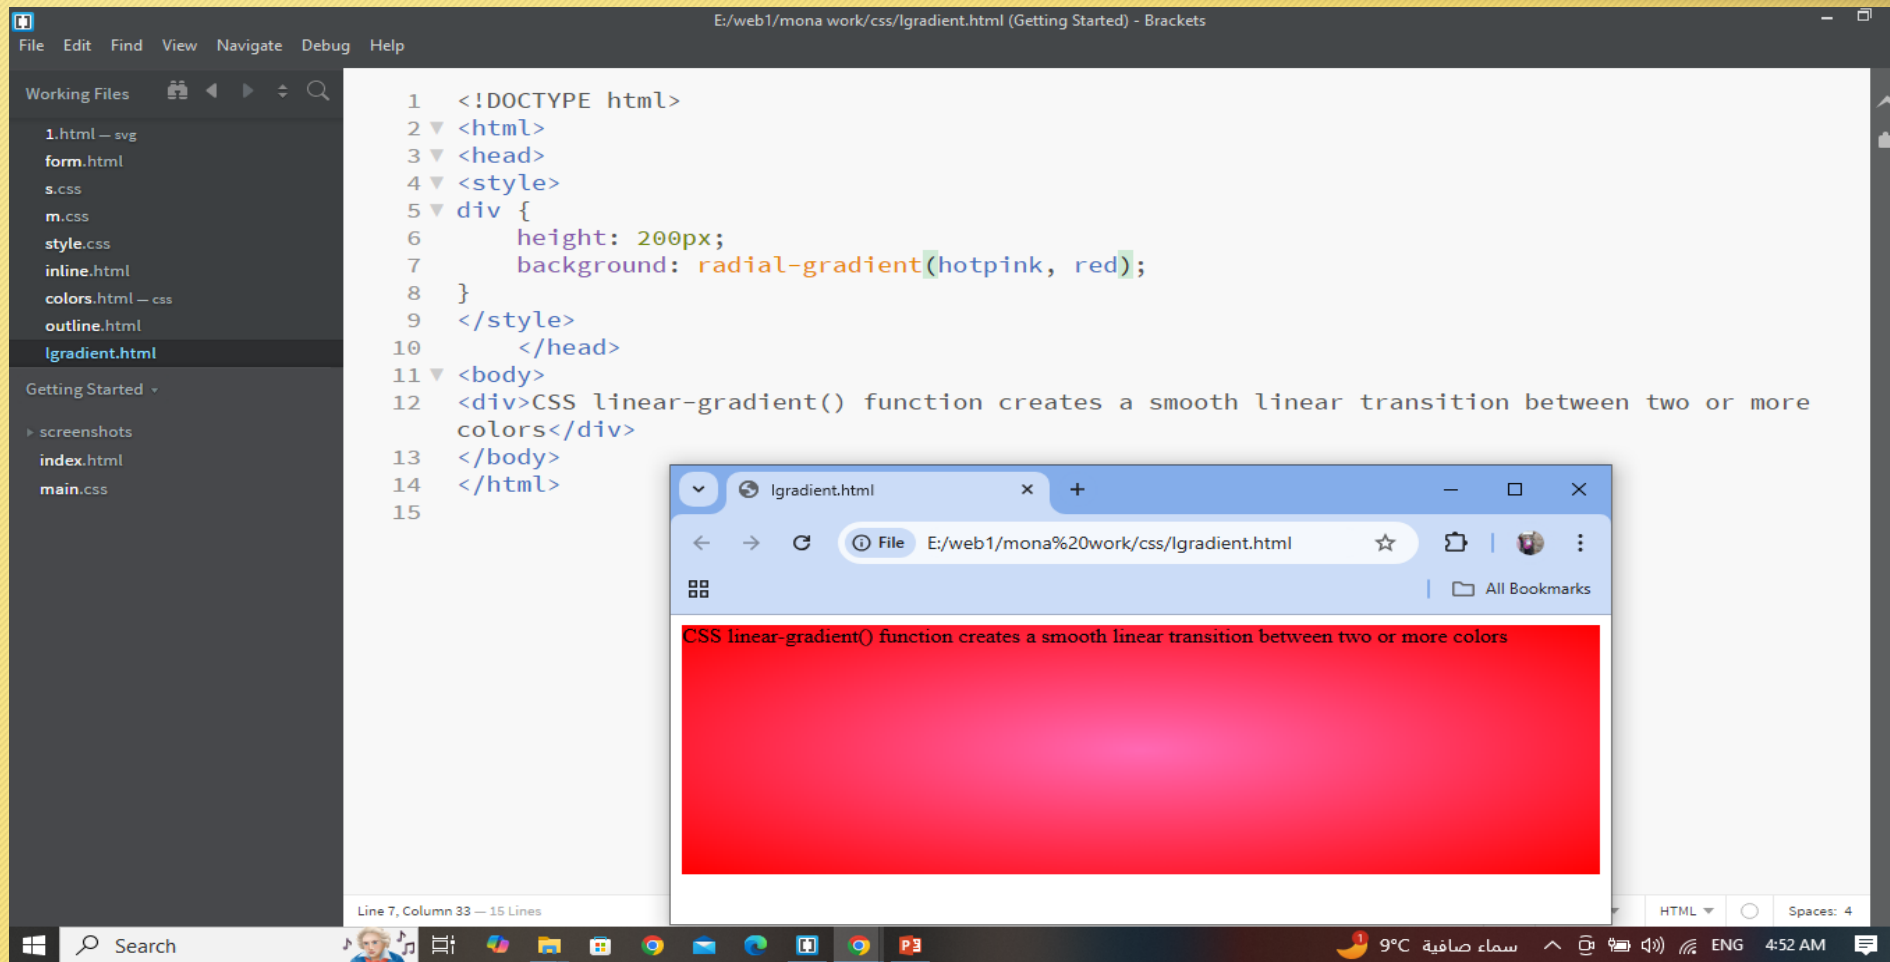 E:/web1/mona work/css/lgradient.html (Getting Started) - Brackets
File Edit Find View Navigate Debug Help
Working Files
1.html — svg
form.html
s.css
m.css
style.css
inline.html
colors.html — css
outline.html
lgradient.html
Getting Started
screenshots
index.html
main.css
1 <!DOCTYPE html>
2 <html>
3 <head>
4 <style>
5 div {
6 height: 200px;
7 background: radial-gradient(hotpink, red);
8 }
9 </style>
10 </head>
11 <body>
12 <div>CSS linear-gradient() function creates a smooth linear transition between two or more
colors</div>
13 </body>
14 </html>
15
lgradient.html
File E:/web1/mona%20work/css/lgradient.html
All Bookmarks
CSS linear-gradient() function creates a smooth linear transition between two or more colors
Line 7, Column 33 — 15 Lines
HTML Spaces: 4
Search
1 9°C سماء صافية ENG 4:52 AM